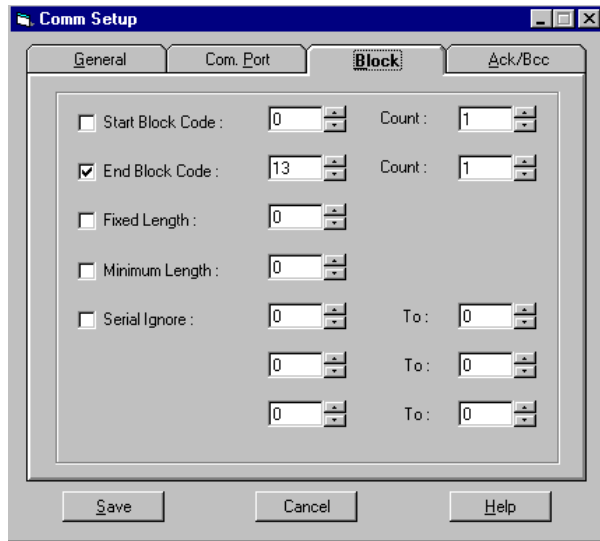 Comm Setup
General Com. Port Block Ack/Bcc
Start Block Code : 0 Count : 1
End Block Code : 13 Count : 1
Fixed Length : 0
Minimum Length : 0
Serial Ignore : 0 To : 0
0 To : 0
0 To : 0
Save Cancel Help